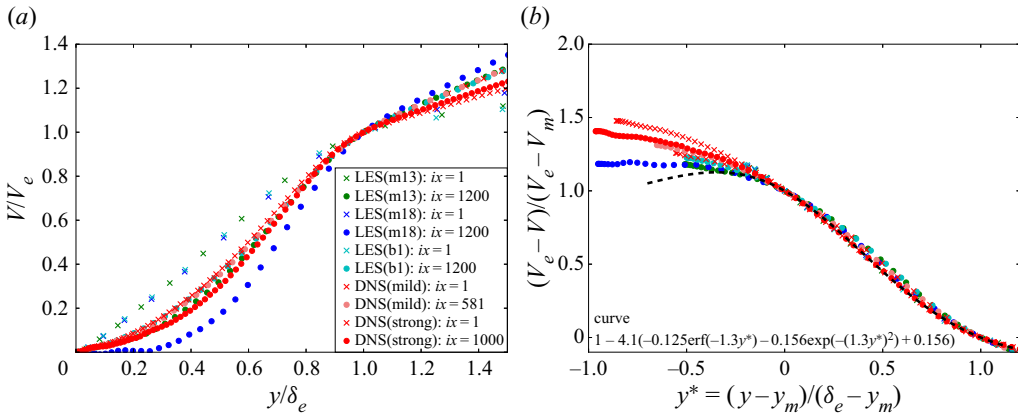 (a)
1.4
1.2
1.0
0.8
0.6
0.4
0.2
0
0.2
0.4
0.6
0.8
1.0
1.2
1.4
V/V_e
y/δ_e
LES(m13): ix = 1
LES(m13): ix = 1200
LES(m18): ix = 1
LES(m18): ix = 1200
LES(b1): ix = 1
LES(b1): ix = 1200
DNS(mild): ix = 1
DNS(mild): ix = 581
DNS(strong): ix = 1
DNS(strong): ix = 1000
(b)
2.0
1.5
1.0
0.5
0
−1.0
−0.5
0
0.5
1.0
(V_e − V)/(V_e − V_m)
curve
1 − 4.1(−0.125erf(−1.3y*) − 0.156exp(−(1.3y*)²) + 0.156)
y* = (y − y_m)/(δ_e − y_m)